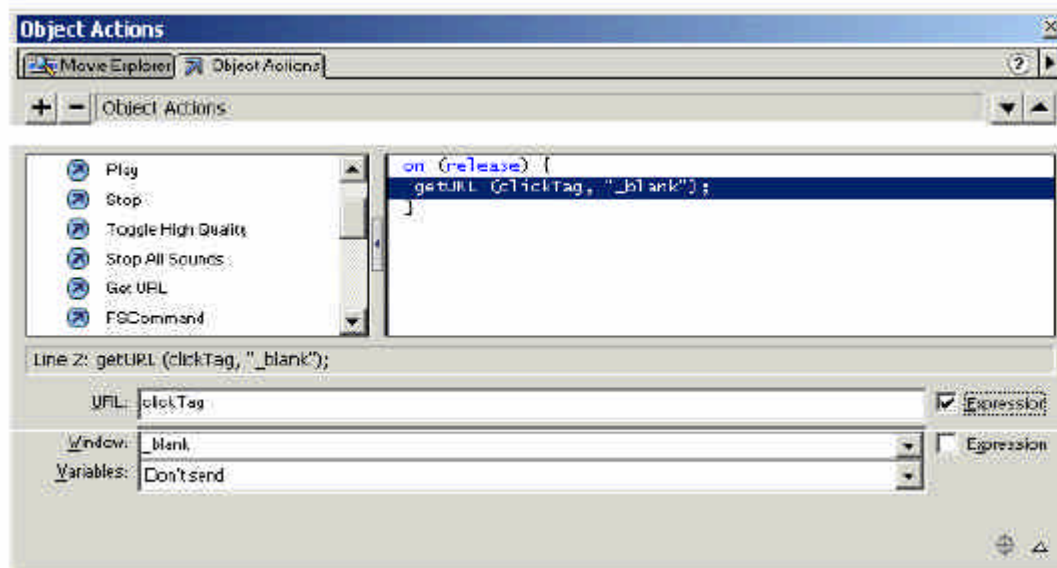 Object Actions
Movie Explorer Object Actions
+ - Object Actions
Play
Stop
Toggle High Quality
Stop All Sounds
Get URL
FSCommand
on (release) {
getURL (clickTag, "_blank");
}
Line 2: getURL (clickTag, "_blank");
URL: clickTag Expression
Window: _blank Expression
Variables: Don't send